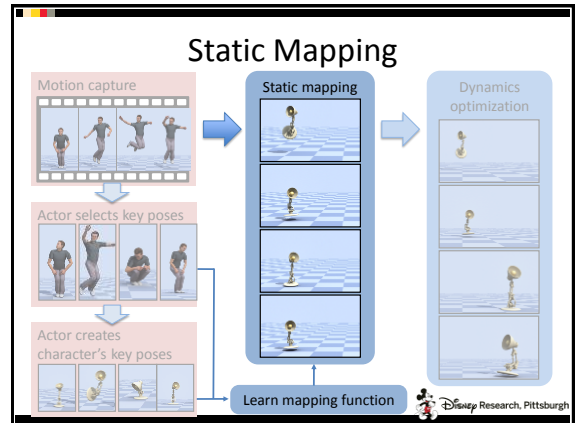 Static Mapping
Motion capture
Actor selects key poses
Actor creates
character's key poses
Static mapping
Learn mapping function
Dynamics
optimization
Disney Research, Pittsburgh